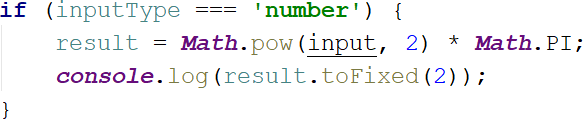 if (inputType === 'number') {
    result = Math.pow(input, 2) * Math.PI;
    console.log(result.toFixed(2));
}